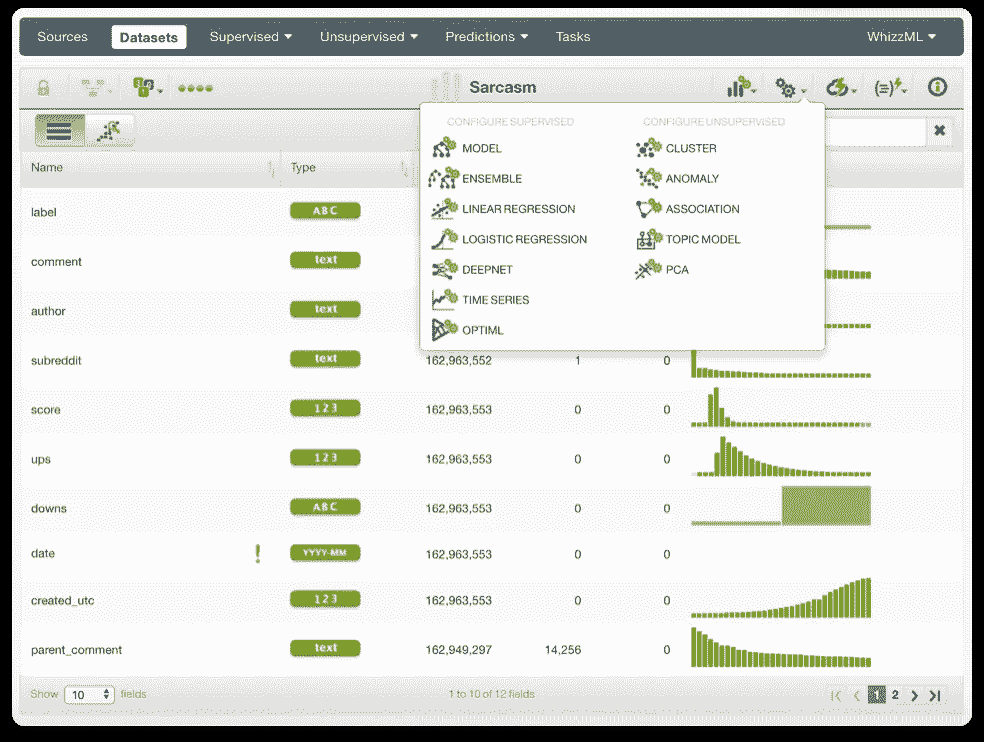 Sources Datasets Supervised Unsupervised Predictions Tasks WhizzML
Sarcasm
CONFIGURE SUPERVISED CONFIGURE UNSUPERVISED
MODEL CLUSTER
ENSEMBLE ANOMALY
LINEAR REGRESSION ASSOCIATION
LOGISTIC REGRESSION TOPIC MODEL
DEEPNET PCA
TIME SERIES
OPTIML
Name Type
label ABC
comment text
author text
subreddit text 162,963,552 1 0
score 123 162,963,553 0 0
ups 123 162,963,553 0 0
downs ABC 162,963,553 0 0
date ! YYYY-MM 162,963,553 0 0
created_utc 123 162,963,553 0 0
parent_comment text 162,949,297 14,256 0
Show 10 fields 1 to 10 of 12 fields 1 2